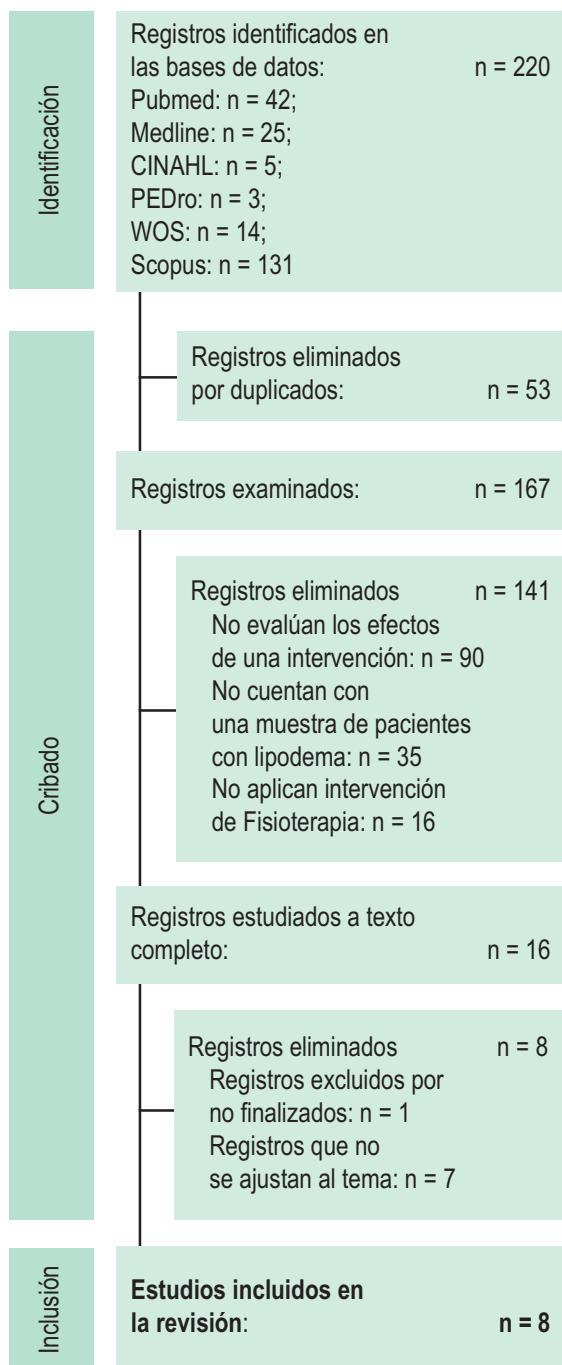 Identificación
Registros identificados en
las bases de datos: n = 220
Pubmed: n = 42;
Medline: n = 25;
CINAHL: n = 5;
PEDro: n = 3;
WOS: n = 14;
Scopus: n = 131
Cribado
Registros eliminados
por duplicados: n = 53
Registros examinados: n = 167
Registros eliminados n = 141
No evalúan los efectos
de una intervención: n = 90
No cuentan con
una muestra de pacientes
con lipodema: n = 35
No aplican intervención
de Fisioterapia: n = 16
Registros estudiados a texto
completo: n = 16
Registros eliminados n = 8
Registros excluidos por
no finalizados: n = 1
Registros que no
se ajustan al tema: n = 7
Inclusión
Estudios incluidos en
la revisión: n = 8